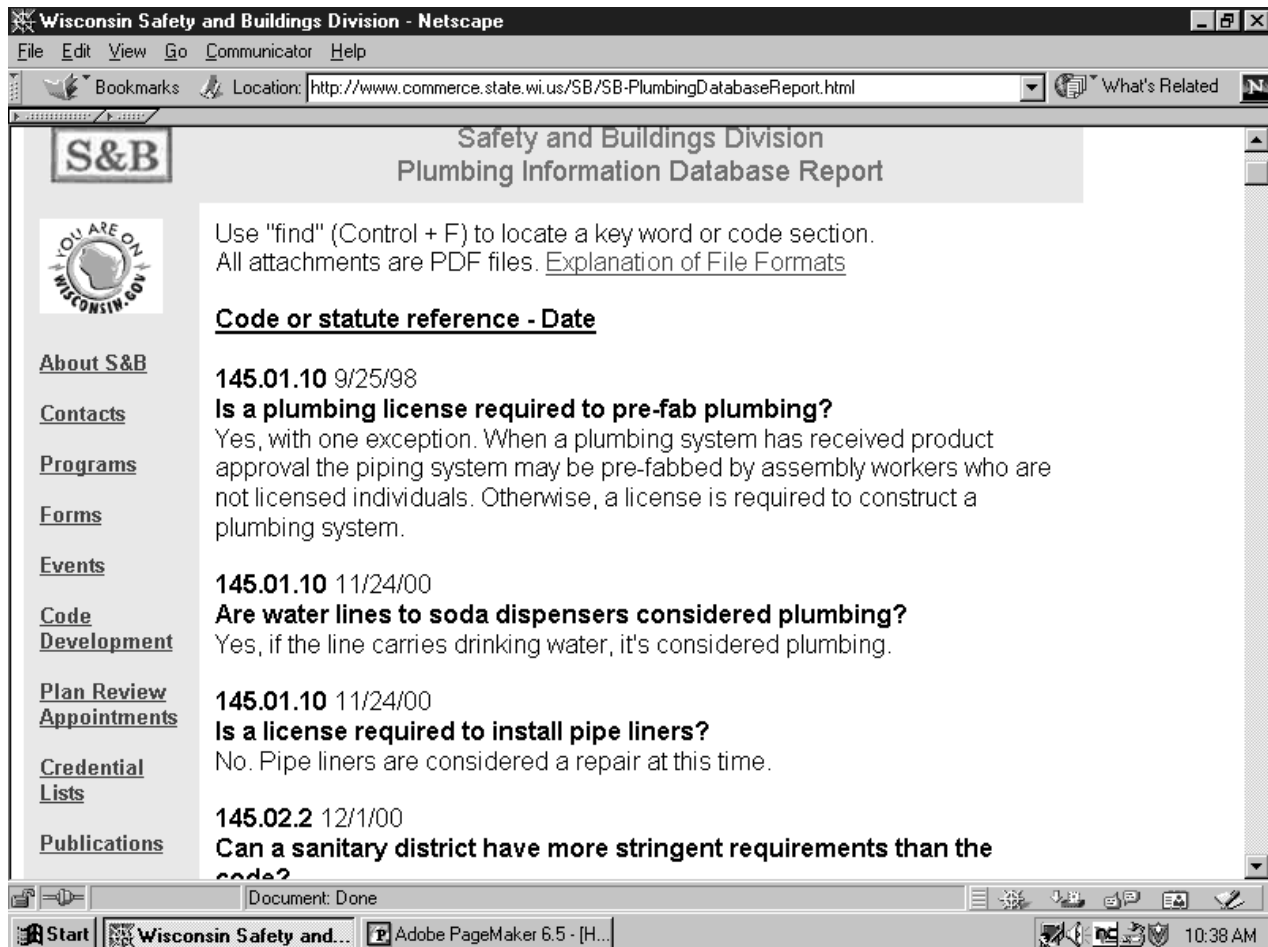 Wisconsin Safety and Buildings Division - Netscape
File Edit View Go Communicator Help
Bookmarks Location: http://www.commerce.state.wi.us/SB/SB-PlumbingDatabaseReport.html What's Related N
S&B
Safety and Buildings Division
Plumbing Information Database Report
YOU ARE ON
WISCONSIN.GOV
About S&B
Contacts
Programs
Forms
Events
Code
Development
Plan Review
Appointments
Credential
Lists
Publications
Use "find" (Control + F) to locate a key word or code section.
All attachments are PDF files. Explanation of File Formats
Code or statute reference - Date
145.01.10 9/25/98
Is a plumbing license required to pre-fab plumbing?
Yes, with one exception. When a plumbing system has received product
approval the piping system may be pre-fabbed by assembly workers who are
not licensed individuals. Otherwise, a license is required to construct a
plumbing system.
145.01.10 11/24/00
Are water lines to soda dispensers considered plumbing?
Yes, if the line carries drinking water, it's considered plumbing.
145.01.10 11/24/00
Is a license required to install pipe liners?
No. Pipe liners are considered a repair at this time.
145.02.2 12/1/00
Can a sanitary district have more stringent requirements than the
code?
Document: Done
Start Wisconsin Safety and... Adobe PageMaker 6.5 - [H... 10:38 AM